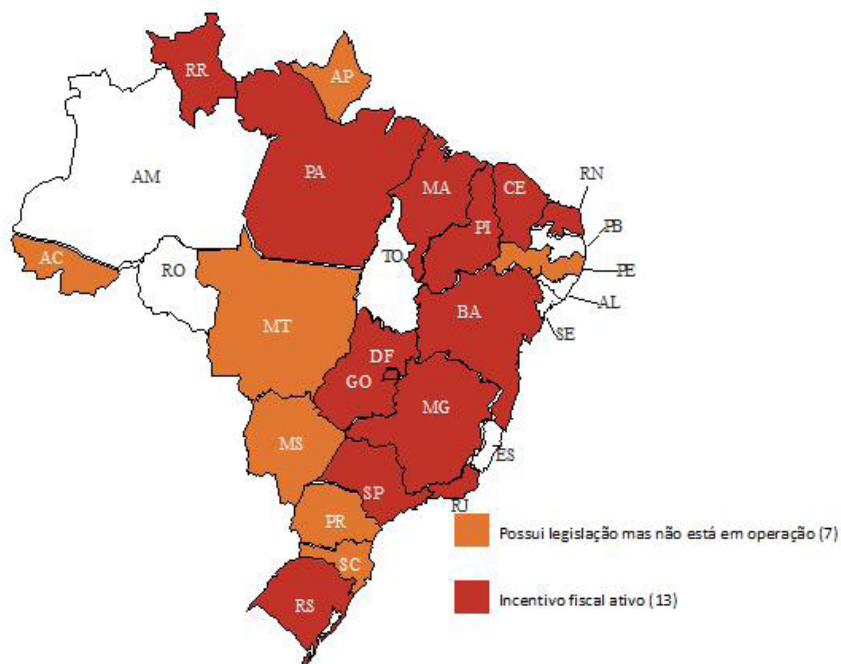 RR
AP
AM
PA
MA
CE
RN
PI
PB
AC
RO
TO
PE
AL
MT
BA
SE
DF
GO
MG
MS
ES
SP
RJ
PR
Possui legislação mas não está em operação (7)
SC
RS
Incentivo fiscal ativo (13)